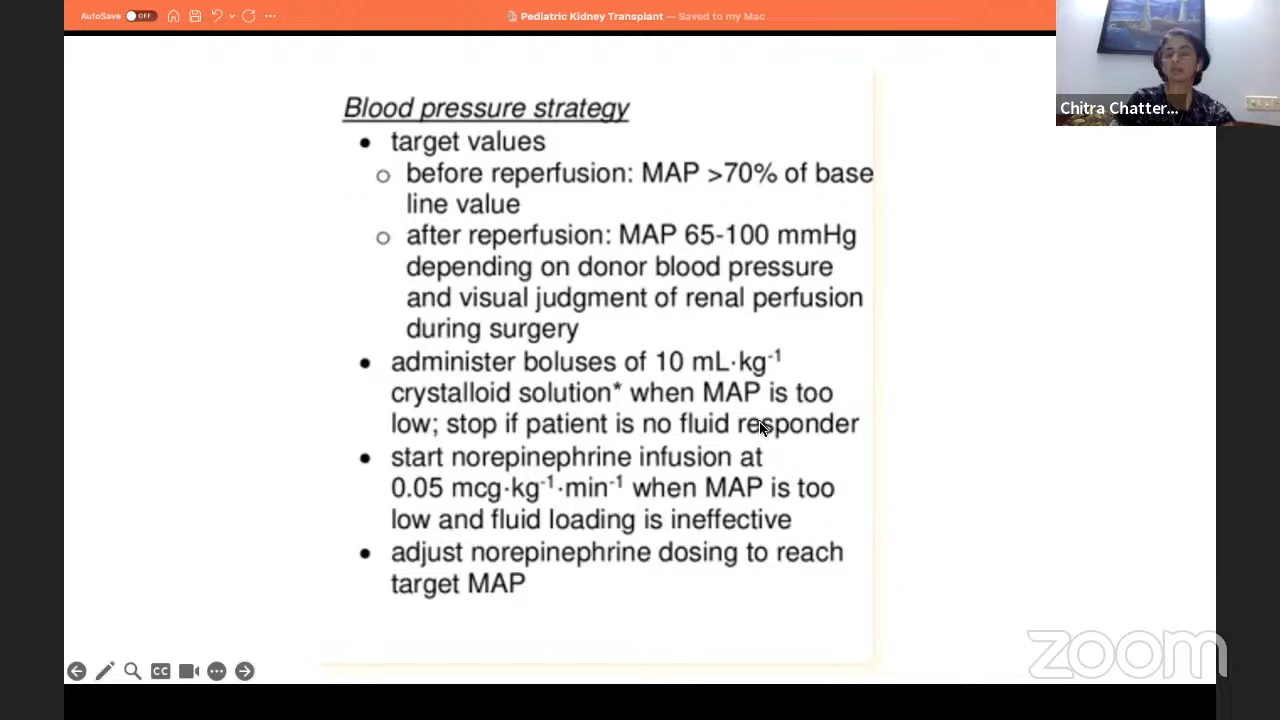 AutoSave OFF
Pediatric Kidney Transplant — Saved to my Mac
Chitra Chatter...
Blood pressure strategy
• target values
o before reperfusion: MAP >70% of base
line value
o after reperfusion: MAP 65-100 mmHg
depending on donor blood pressure
and visual judgment of renal perfusion
during surgery
• administer boluses of 10 mL·kg⁻¹
crystalloid solution* when MAP is too
low; stop if patient is no fluid responder
• start norepinephrine infusion at
0.05 mcg·kg⁻¹·min⁻¹ when MAP is too
low and fluid loading is ineffective
• adjust norepinephrine dosing to reach
target MAP
CC
zoom